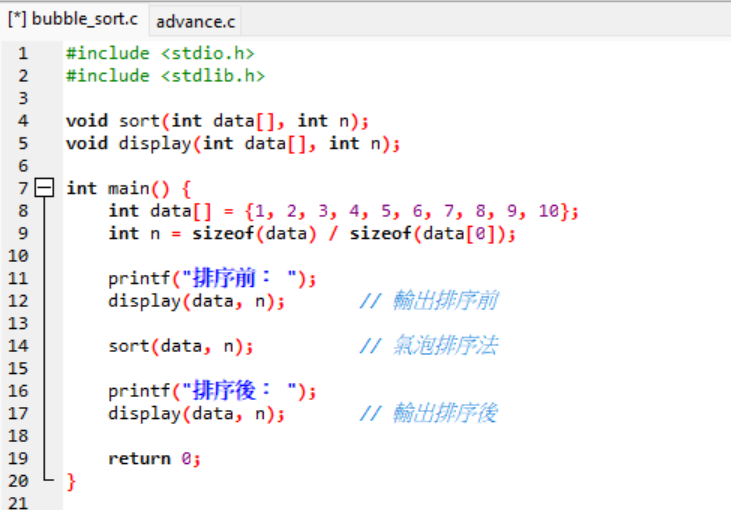 [*] bubble_sort.c advance.c
1 #include <stdio.h>
2 #include <stdlib.h>
3
4 void sort(int data[], int n);
5 void display(int data[], int n);
6
7 int main() {
8     int data[] = {1, 2, 3, 4, 5, 6, 7, 8, 9, 10};
9     int n = sizeof(data) / sizeof(data[0]);
10
11     printf("排序前： ");
12     display(data, n);       // 輸出排序前
13
14     sort(data, n);          // 氣泡排序法
15
16     printf("排序後： ");
17     display(data, n);       // 輸出排序後
18
19     return 0;
20 }
21